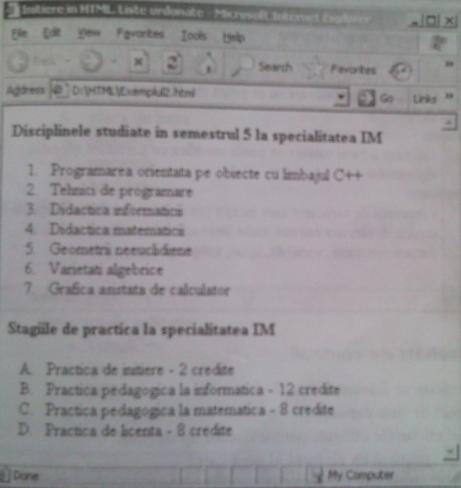 Initiere in HTML Liste ordonate - Microsoft Internet Explorer
File Edit View Favorites Tools Help
Back Search Favorites »
Address D:\HTML\Exemplul2.html Go Links »
Disciplinele studiate in semestrul 5 la specialitatea IM
1. Programarea orientata pe obiecte cu limbajul C++
2. Tehnici de programare
3. Didactica informaticii
4. Didactica matematicii
5. Geometrii neeuclidiene
6. Varietati algebrice
7. Grafica asistata de calculator
Stagiile de practica la specialitatea IM
A. Practica de initiere - 2 credite
B. Practica pedagogica la informatica - 12 credite
C. Practica pedagogica la matematica - 8 credite
D. Practica de licenta - 8 credite
Done My Computer